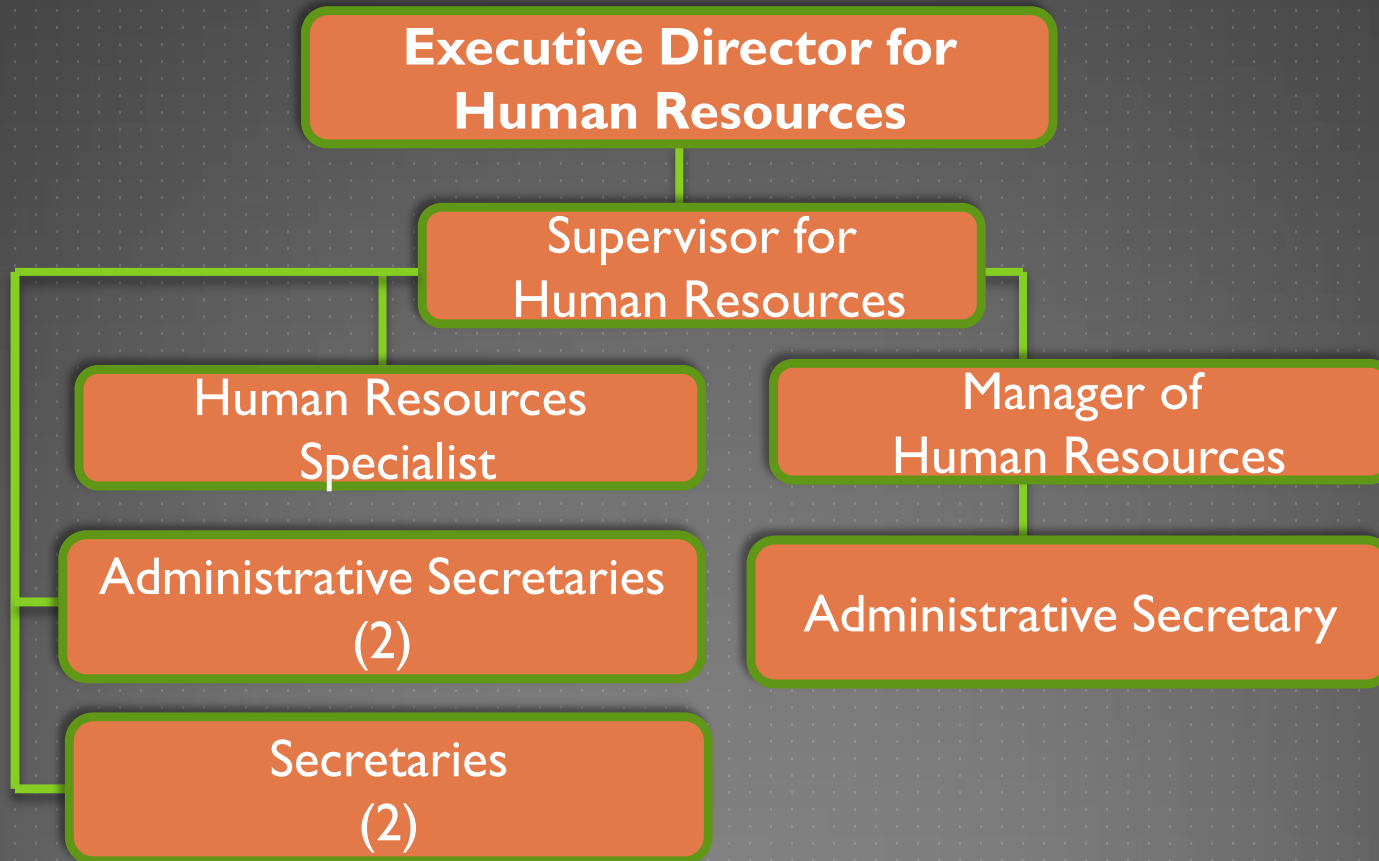 Executive Director for
Human Resources
Supervisor for
Human Resources
Human Resources
Specialist
Manager of
Human Resources
Administrative Secretaries
(2)
Administrative Secretary
Secretaries
(2)